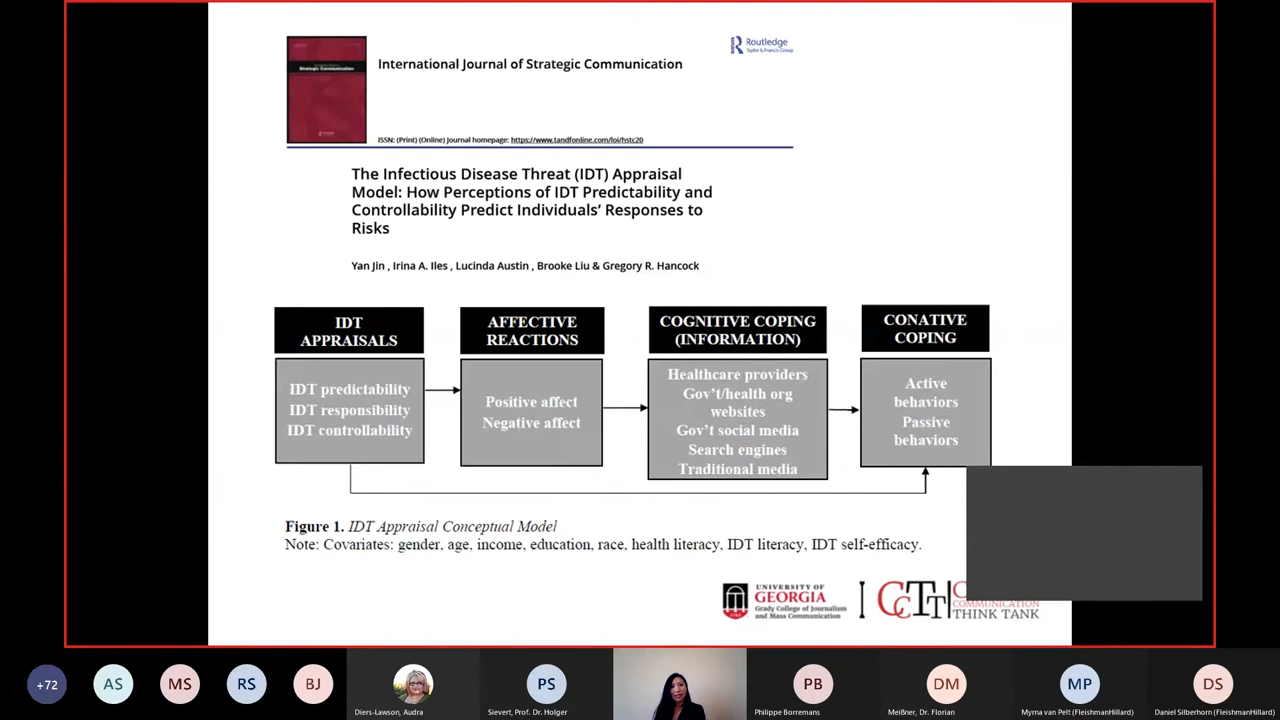 Routledge
Taylor & Francis Group
Strategic Communication
International Journal of Strategic Communication
ISSN: (Print) (Online) Journal homepage: https://www.tandfonline.com/loi/hstc20
The Infectious Disease Threat (IDT) Appraisal
Model: How Perceptions of IDT Predictability and
Controllability Predict Individuals' Responses to
Risks
Yan Jin , Irina A. Iles , Lucinda Austin , Brooke Liu & Gregory R. Hancock
IDT
APPRAISALS
IDT predictability
IDT responsibility
IDT controllability
AFFECTIVE
REACTIONS
Positive affect
Negative affect
COGNITIVE COPING
(INFORMATION)
Healthcare providers
Gov't/health org
websites
Gov't social media
Search engines
Traditional media
CONATIVE
COPING
Active
behaviors
Passive
behaviors
Figure 1. IDT Appraisal Conceptual Model
Note: Covariates: gender, age, income, education, race, health literacy, IDT literacy, IDT self-efficacy.
UNIVERSITY OF
GEORGIA
Grady College of Journalism
and Mass Communication
CCTT
COMMUNICATION
THINK TANK
+72
AS
MS
RS
BJ
Diers-Lawson, Audra
PS
Sievert, Prof. Dr. Holger
PB
Philippe Borremans
DM
Meißner, Dr. Florian
MP
Myrna van Pelt (FleishmanHillard)
DS
Daniel Silberhorn (FleishmanHillard)